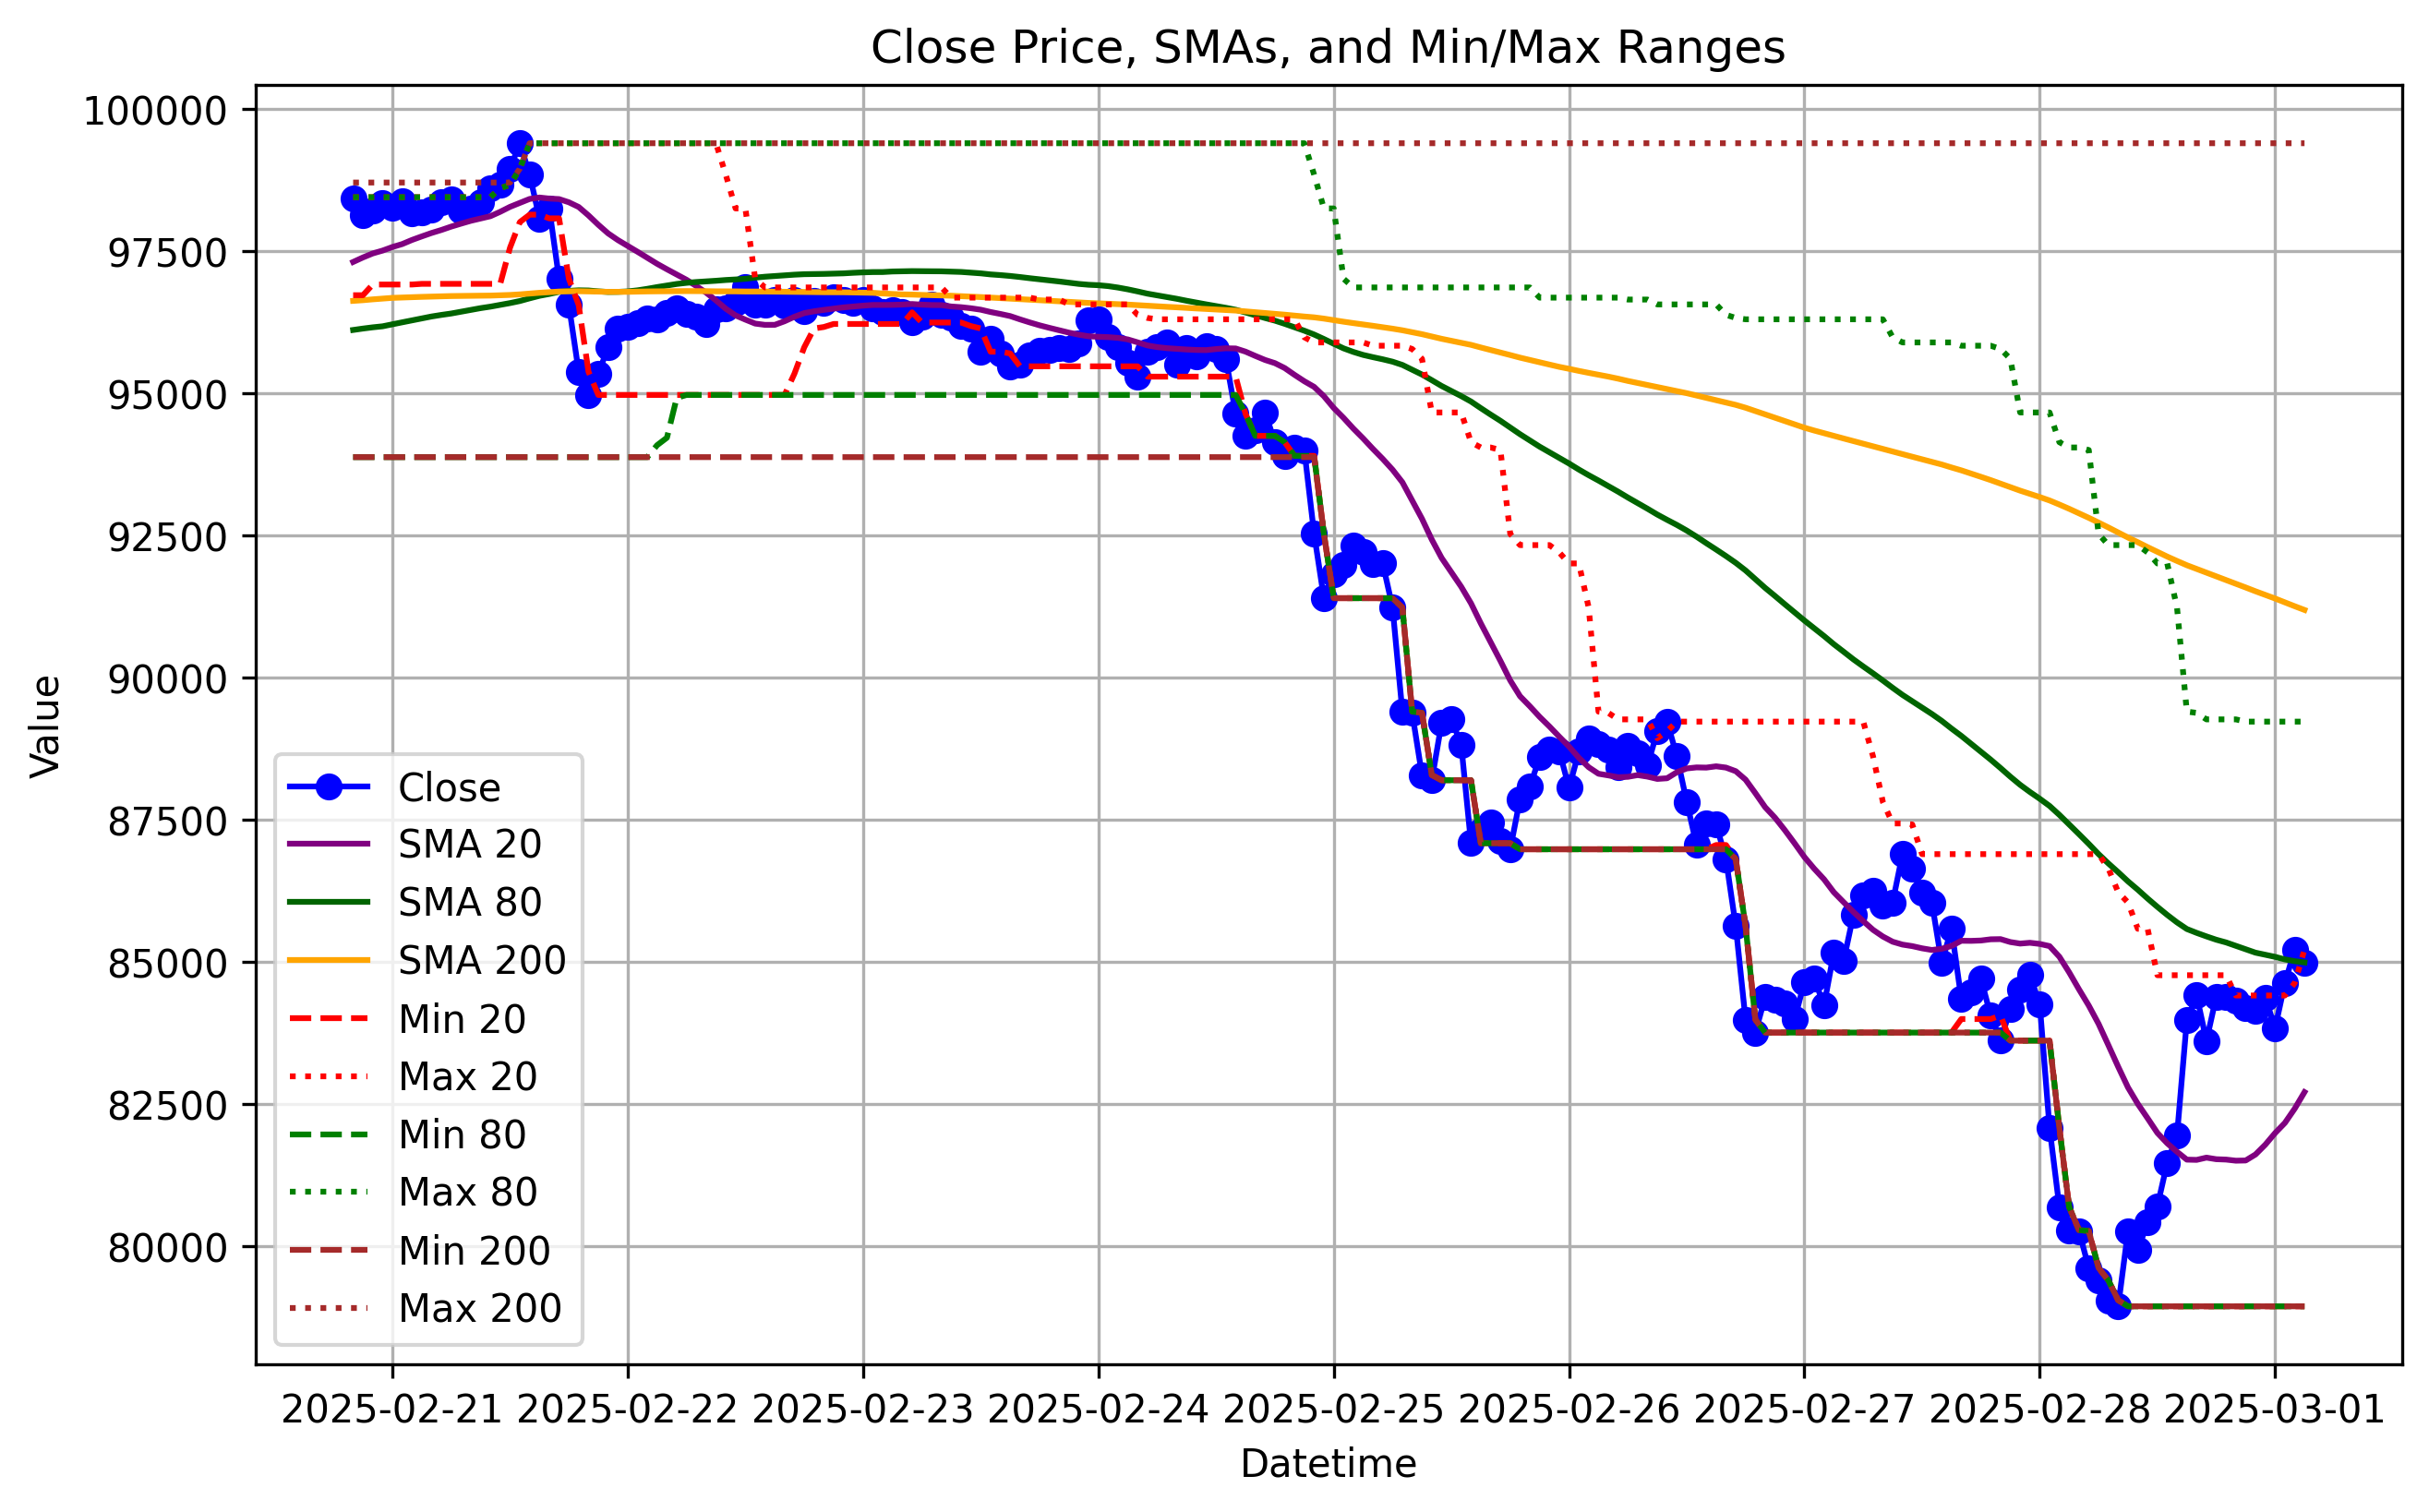 Close Price, SMAs, and Min/Max Ranges
100000
97500
95000
92500
90000
87500
85000
82500
80000
Value
Close
SMA 20
SMA 80
SMA 200
Min 20
Max 20
Min 80
Max 80
Min 200
Max 200
2025-02-21 2025-02-22 2025-02-23 2025-02-24 2025-02-25 2025-02-26 2025-02-27 2025-02-28 2025-03-01
Datetime